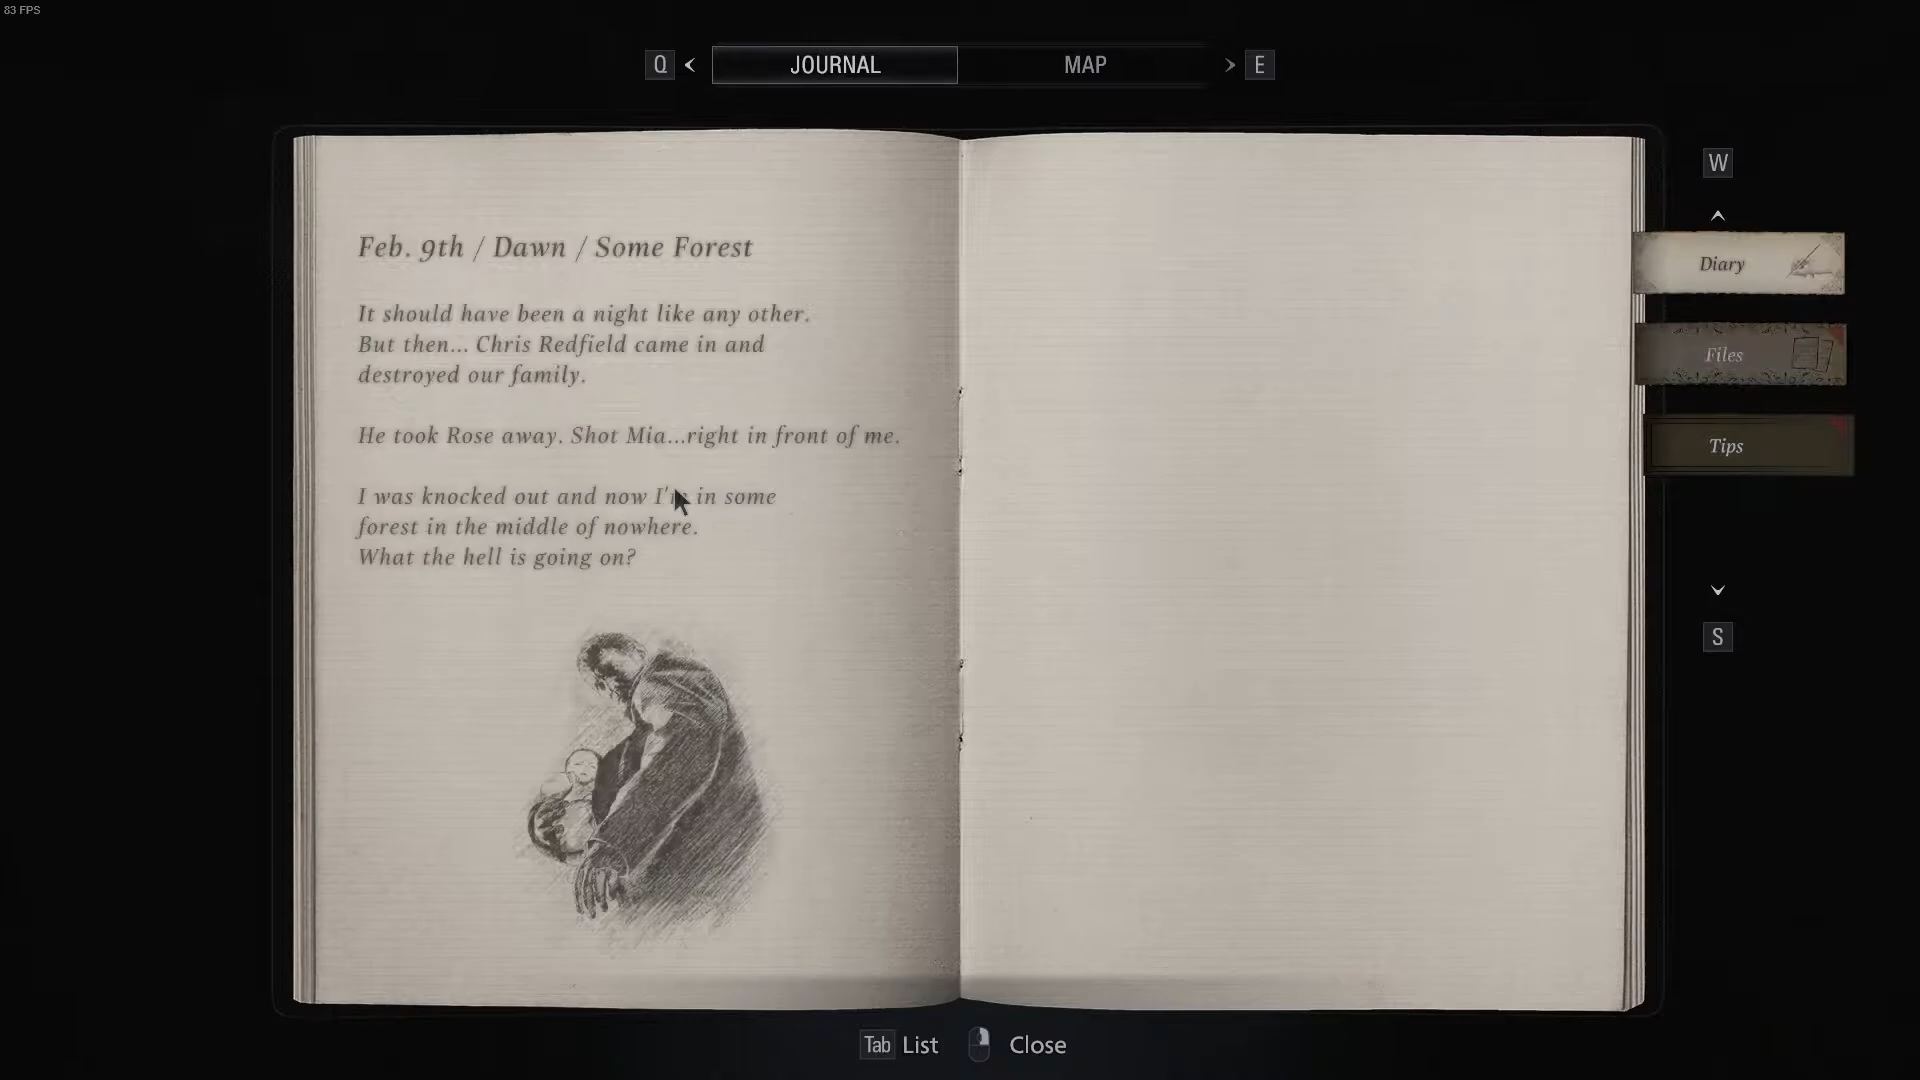 83 FPS
Q JOURNAL MAP E
Feb. 9th / Dawn / Some Forest
It should have been a night like any other.
But then... Chris Redfield came in and
destroyed our family.
He took Rose away. Shot Mia...right in front of me.
I was knocked out and now I'm in some
forest in the middle of nowhere.
What the hell is going on?
W
Diary
Files
Tips
S
Tab List Close